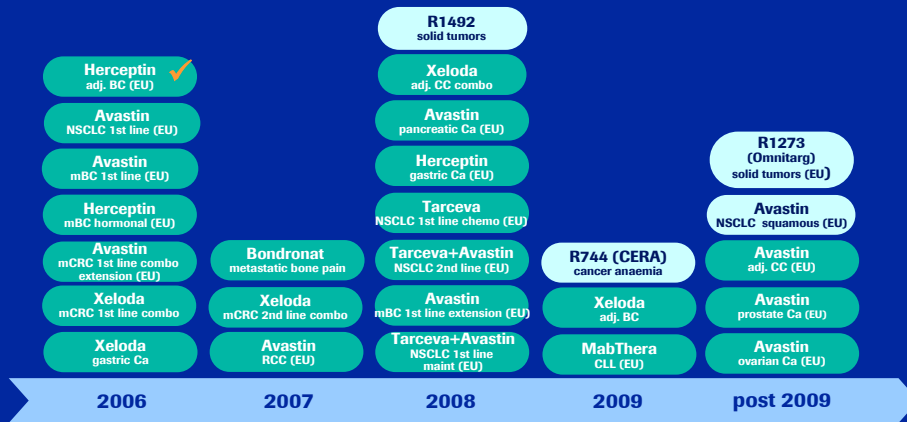 Herceptin
adj. BC (EU)
Avastin
NSCLC 1st line (EU)
Avastin
mBC 1st line (EU)
Herceptin
mBC hormonal (EU)
Avastin
mCRC 1st line combo
extension (EU)
Xeloda
mCRC 1st line combo
Xeloda
gastric Ca
2006
Bondronat
metastatic bone pain
Xeloda
mCRC 2nd line combo
Avastin
RCC (EU)
2007
R1492
solid tumors
Xeloda
adj. CC combo
Avastin
pancreatic Ca (EU)
Herceptin
gastric Ca (EU)
Tarceva
NSCLC 1st line chemo (EU)
Tarceva+Avastin
NSCLC 2nd line (EU)
Avastin
mBC 1st line extension (EU)
Tarceva+Avastin
NSCLC 1st line
maint (EU)
2008
R744 (CERA)
cancer anaemia
Xeloda
adj. BC
MabThera
CLL (EU)
2009
R1273
(Omnitarg)
solid tumors (EU)
Avastin
NSCLC squamous (EU)
Avastin
adj. CC (EU)
Avastin
prostate Ca (EU)
Avastin
ovarian Ca (EU)
post 2009